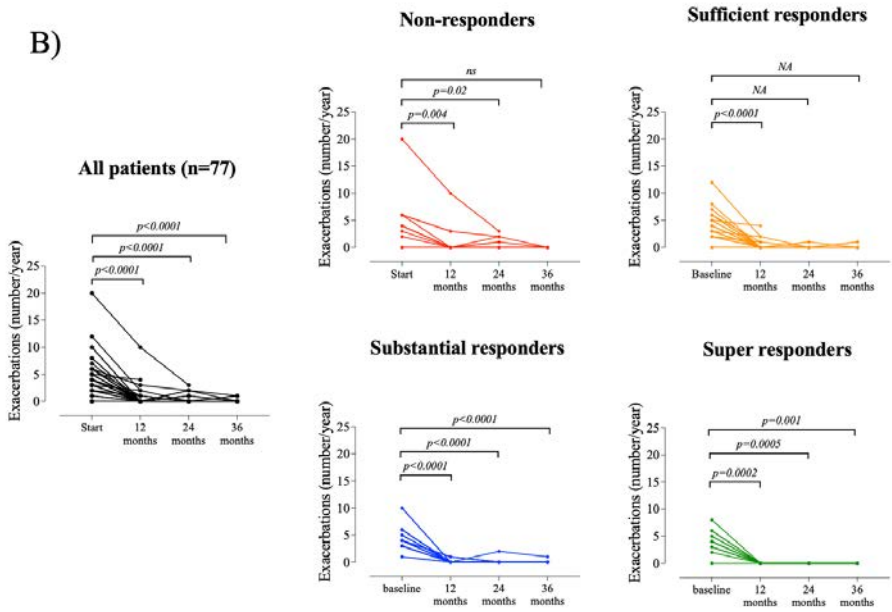 B)
All patients (n=77)
p<0.0001
p<0.0001
p<0.0001
Exacerbations (number/year)
25
20
15
10
5
0
Start
12 months
24 months
36 months
Non-responders
ns
p=0.02
p=0.004
Exacerbations (number/year)
25
20
15
10
5
0
Start
12 months
24 months
36 months
Sufficient responders
NA
NA
p<0.0001
Exacerbations (number/year)
25
20
15
10
5
0
Baseline
12 months
24 months
36 months
Substantial responders
p<0.0001
p<0.0001
p<0.0001
Exacerbations (number/year)
25
20
15
10
5
0
baseline
12 months
24 months
36 months
Super responders
p=0.001
p=0.0005
p=0.0002
Exacerbations (number/year)
25
20
15
10
5
0
baseline
12 months
24 months
36 months